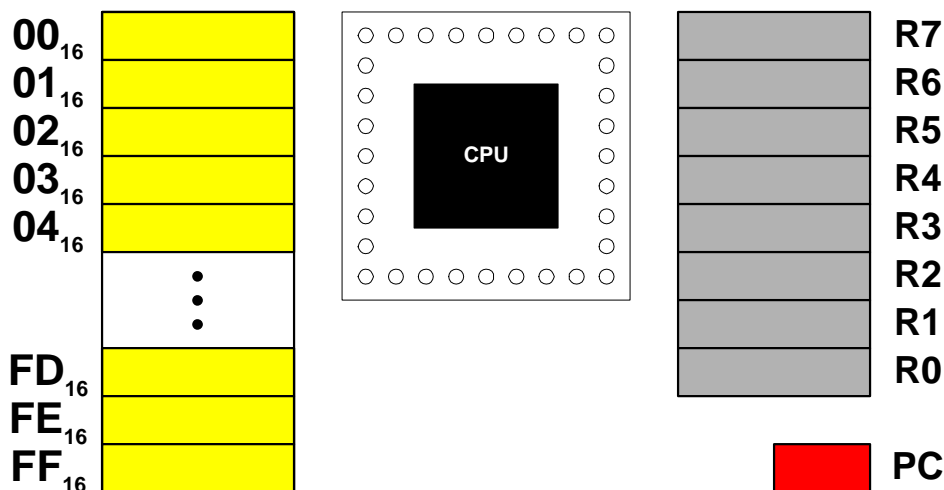 00₁₆
01₁₆
02₁₆
03₁₆
04₁₆
FD₁₆
FE₁₆
FF₁₆
CPU
R7
R6
R5
R4
R3
R2
R1
R0
PC